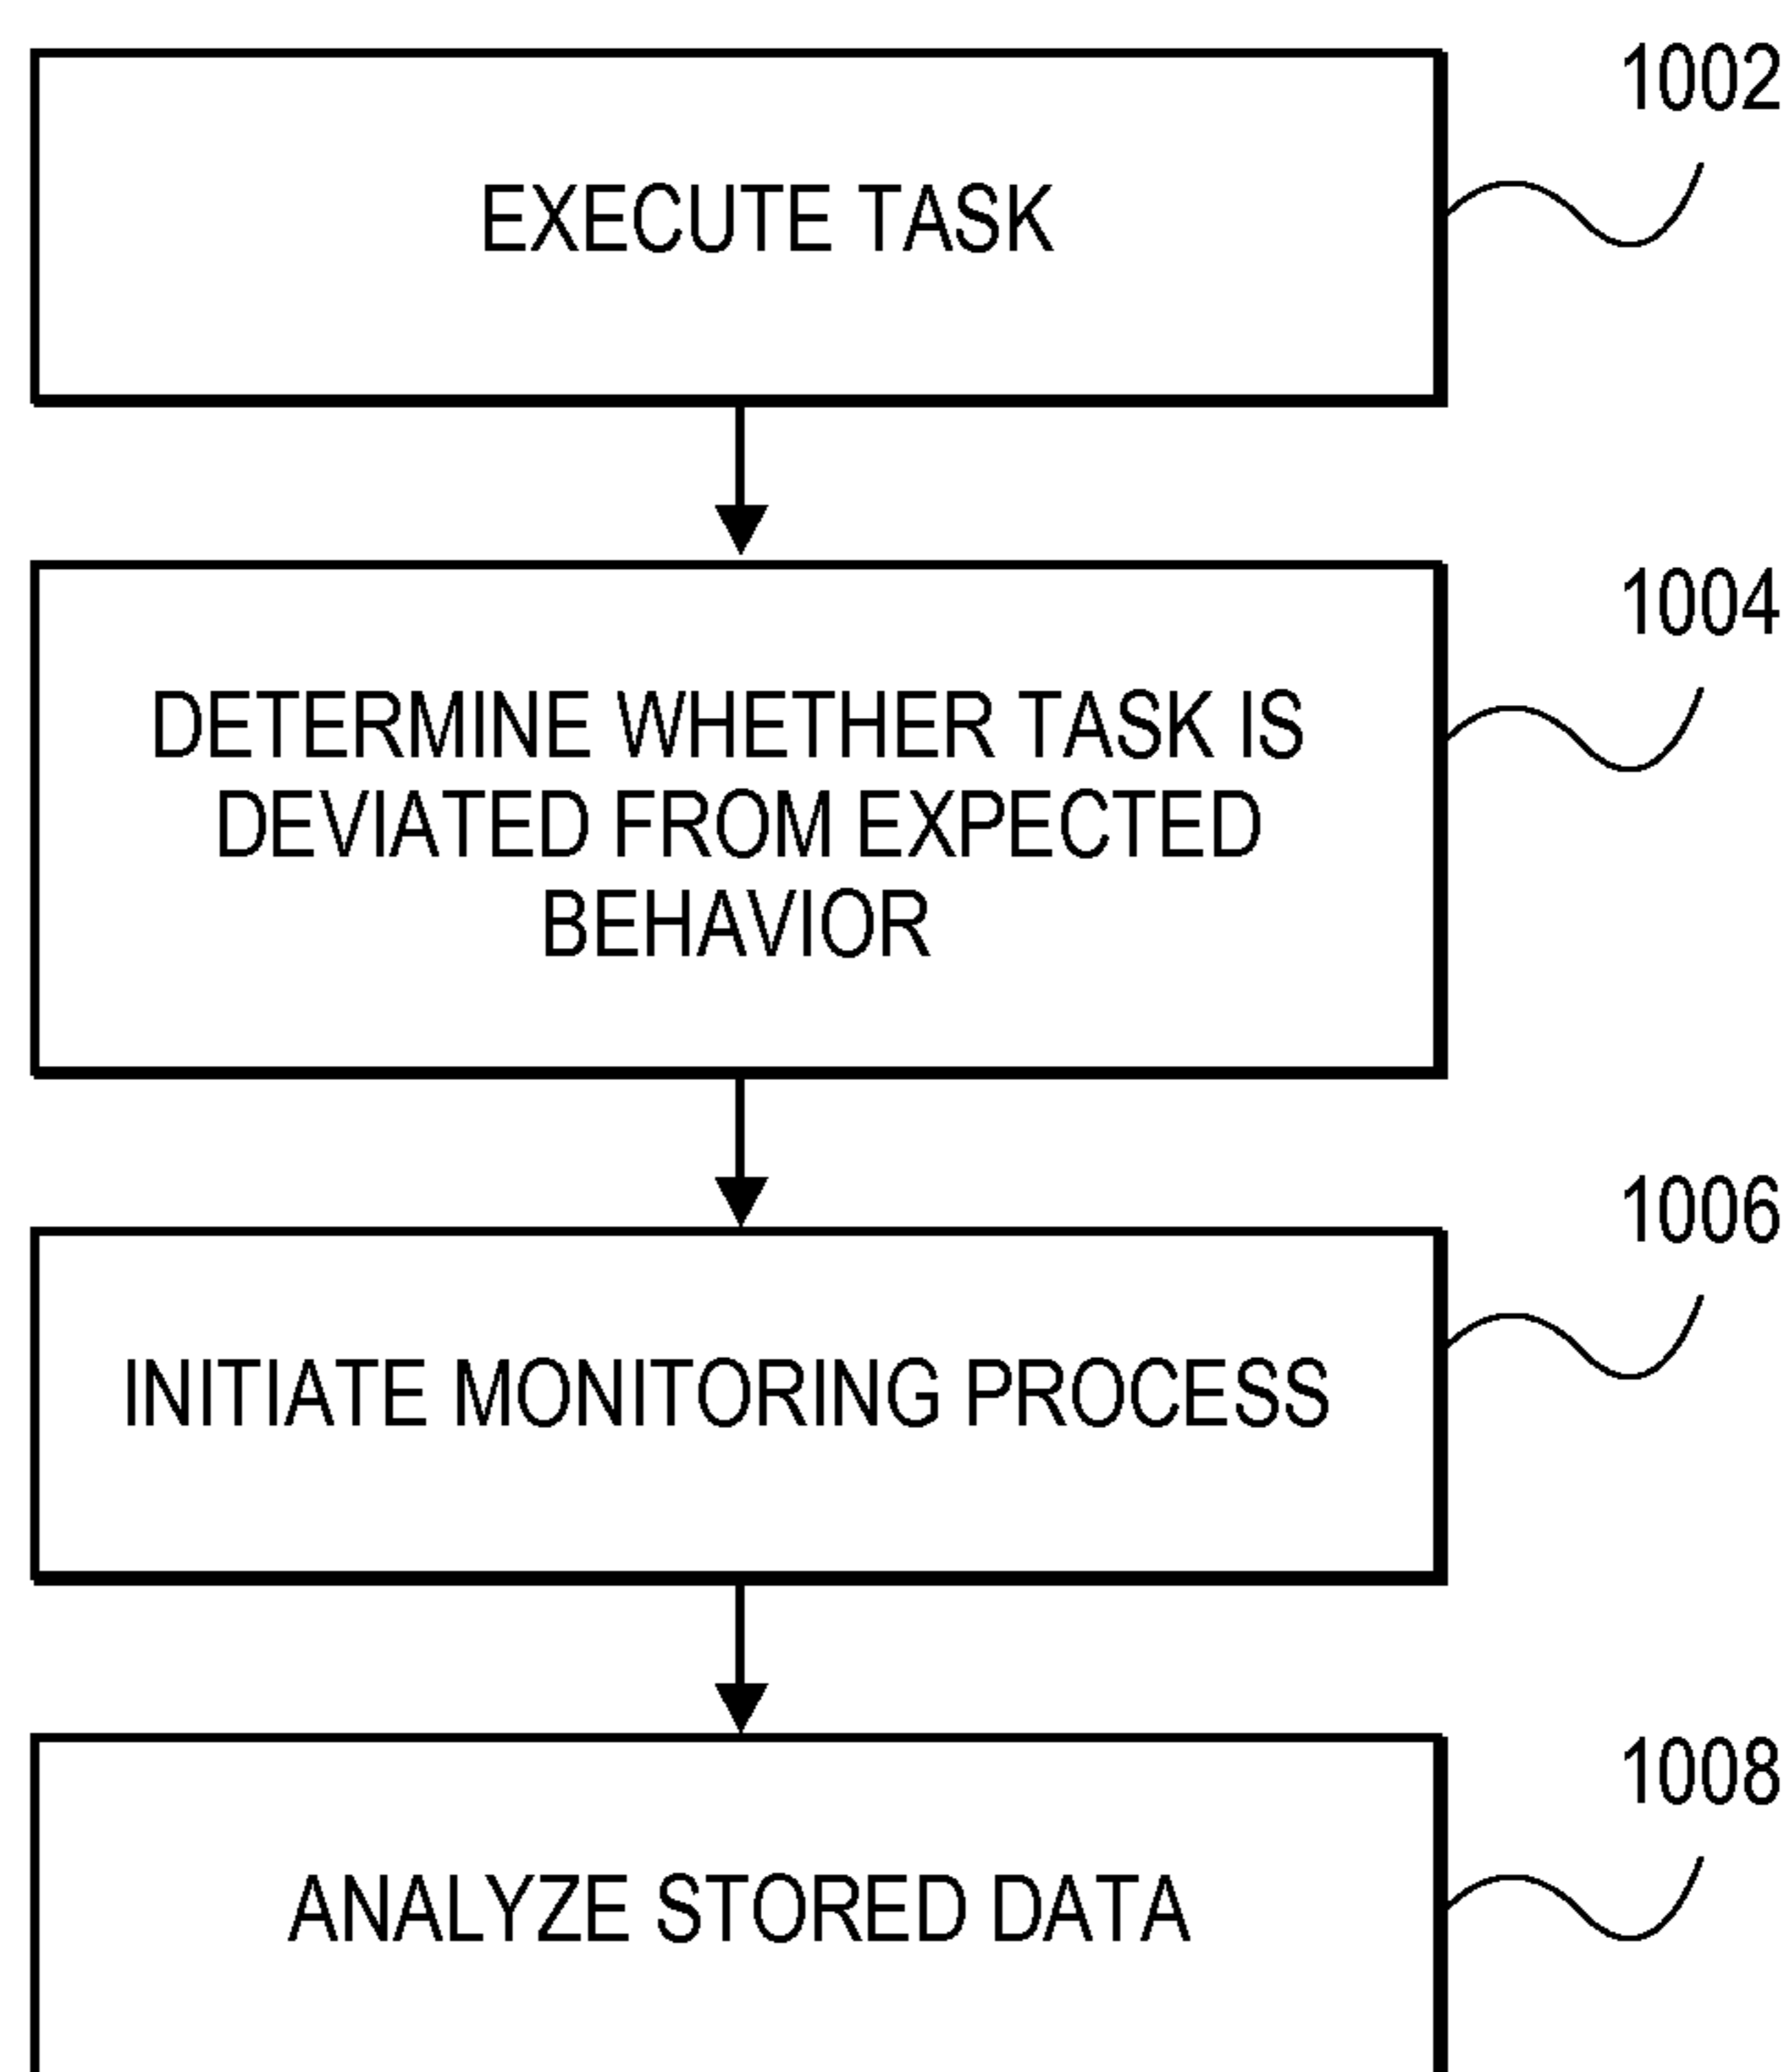 1002
EXECUTE TASK
1004
DETERMINE WHETHER TASK IS
DEVIATED FROM EXPECTED
BEHAVIOR
1006
INITIATE MONITORING PROCESS
1008
ANALYZE STORED DATA